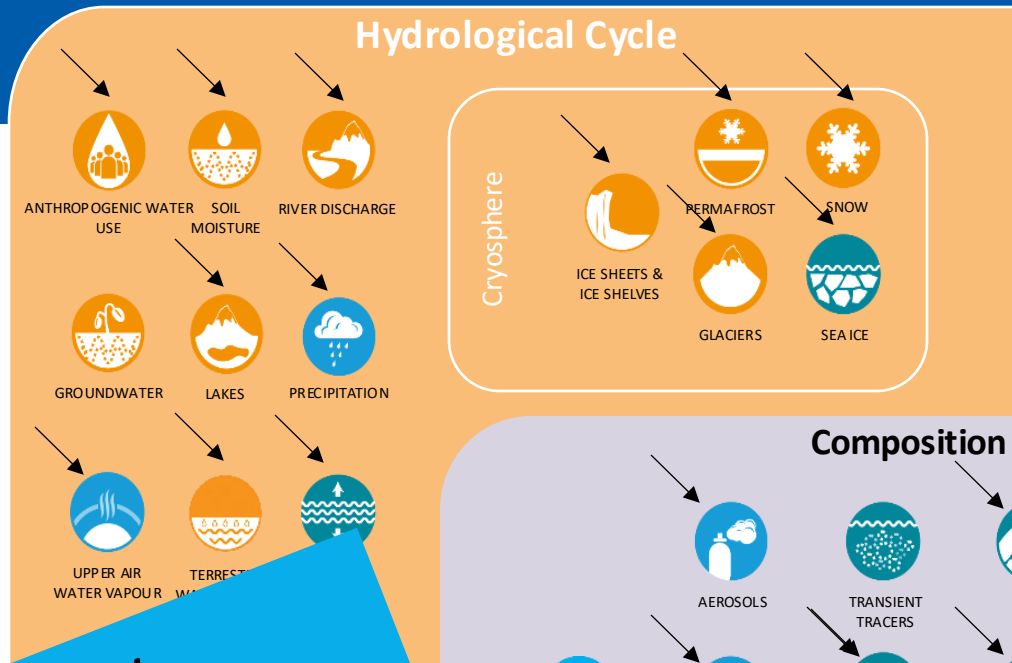 Hydrological Cycle
ANTHROPOGENIC WATER
USE
SOIL
MOISTURE
RIVER DISCHARGE
Cryosphere
PERMAFROST
SNOW
ICE SHEETS &
ICE SHELVES
GLACIERS
SEA ICE
GROUNDWATER
LAKES
PRECIPITATION
Composition
UPPER AIR
WATER VAPOUR
AEROSOLS
TRANSIENT
TRACERS